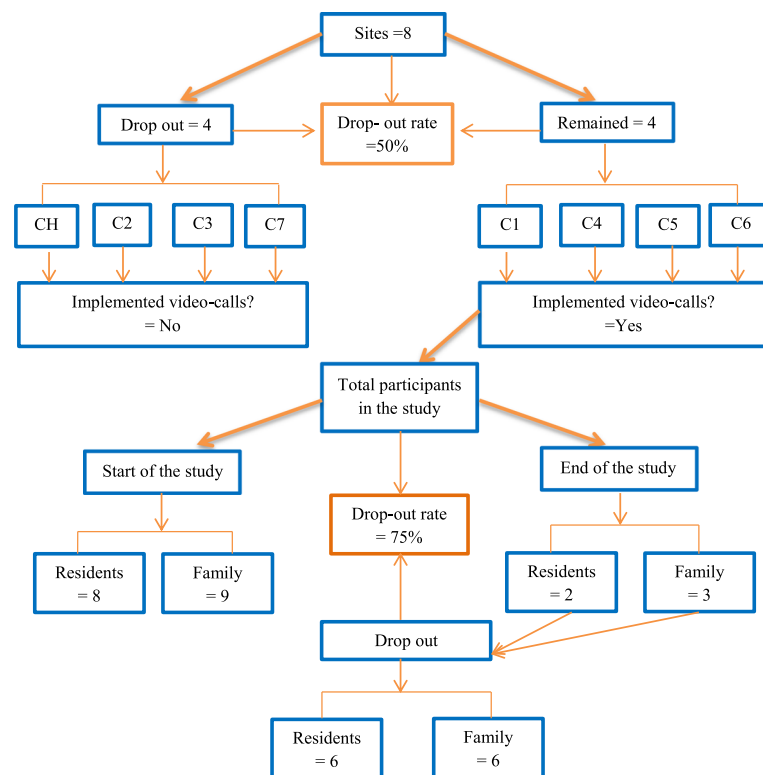 Sites =8
Drop out = 4
Drop- out rate
=50%
Remained = 4
CH
C2
C3
C7
C1
C4
C5
C6
Implemented video-calls?
= No
Implemented video-calls?
=Yes
Total participants
in the study
Start of the study
End of the study
Drop-out rate
= 75%
Residents
= 8
Family
= 9
Residents
= 2
Family
= 3
Drop out
Residents
= 6
Family
= 6